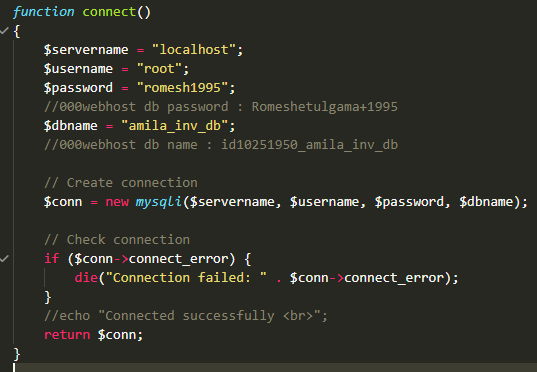 function connect()
{
$servername = "localhost";
$username = "root";
$password = "romesh1995";
//000webhost db password : Romeshetulgama+1995
$dbname = "amila_inv_db";
//000webhost db name : id10251950_amila_inv_db
// Create connection
$conn = new mysqli($servername, $username, $password, $dbname);
// Check connection
if ($conn->connect_error) {
die("Connection failed: " . $conn->connect_error);
}
//echo "Connected successfully <br>";
return $conn;
}